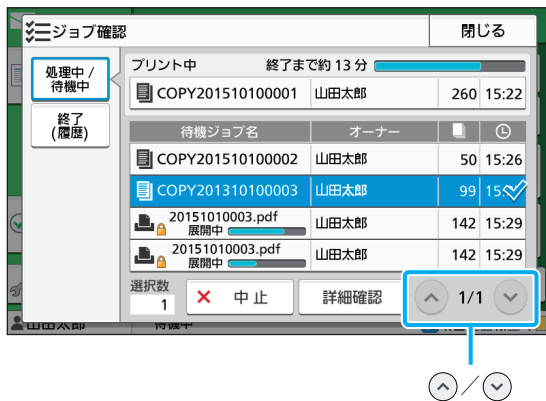 ジョブ確認
閉じる
処理中 /
待機中
終了
(履歴)
プリント中 終了まで約 13 分
COPY201510100001 山田太郎 260 15:22
待機ジョブ名 オーナー
COPY201510100002 山田太郎 50 15:26
COPY201310100003 山田太郎 99 15:
20151010003.pdf
展開中
山田太郎 142 15:29
20151010003.pdf
展開中
山田太郎 142 15:29
選択数
1
中 止
詳細確認
1/1
山田太郎
待機中
/